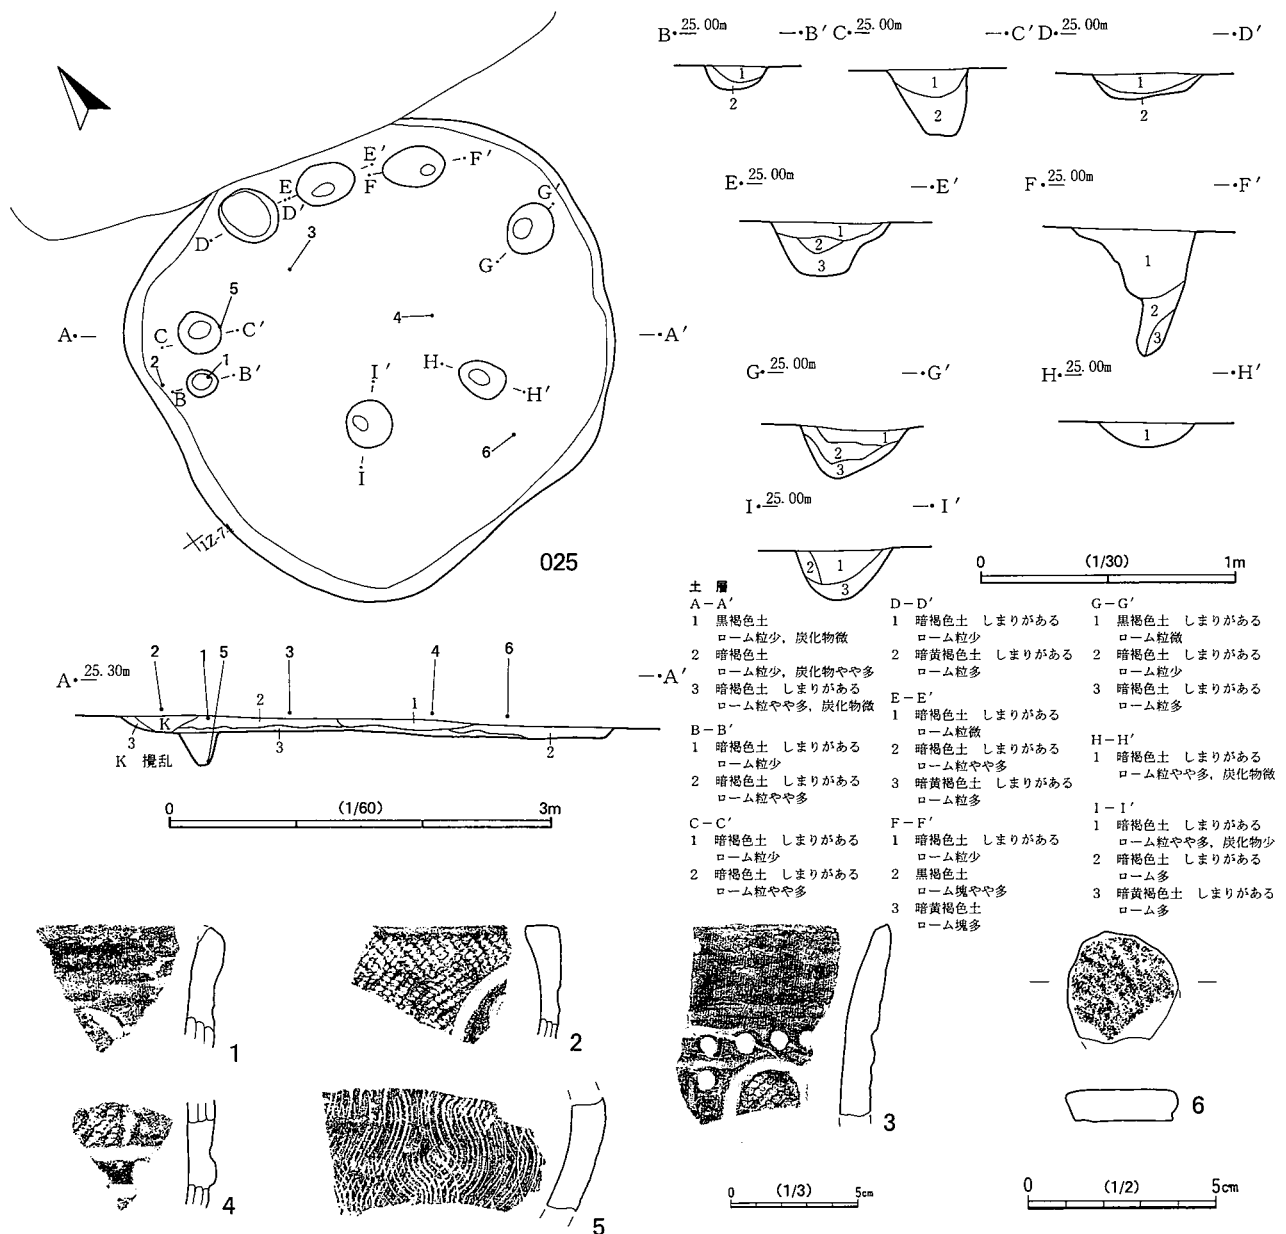 A
A′
B
B′
C
C′
D
D′
E
E′
F
F′
G
G′
H
H′
I
I′
1
2
3
4
5
6
025
B 25.00m B′
C 25.00m C′
D 25.00m D′
1
2
1
2
1
2
E 25.00m E′
F 25.00m F′
1
2
3
1
2
3
G 25.00m G′
H 25.00m H′
1
2
3
1
I 25.00m I′
1
2
3
0 (1/30) 1m
A 25.30m A′
2 1 5 3 4 6
3 K 2 3 1 2
K 攪乱
0 (1/60) 3m
土 層
A－A′
1 黒褐色土
ローム粒少，炭化物微
2 暗褐色土
ローム粒少，炭化物やや多
3 暗褐色土 しまりがある
ローム粒やや多，炭化物微
B－B′
1 暗褐色土 しまりがある
ローム粒少
2 暗褐色土 しまりがある
ローム粒やや多
C－C′
1 暗褐色土 しまりがある
ローム粒少
2 暗褐色土 しまりがある
ローム粒やや多
D－D′
1 暗褐色土 しまりがある
ローム粒少
2 暗黄褐色土 しまりがある
ローム粒多
E－E′
1 暗褐色土 しまりがある
ローム粒微
2 暗褐色土 しまりがある
ローム粒やや多
3 暗黄褐色土 しまりがある
ローム粒多
F－F′
1 暗褐色土 しまりがある
ローム粒少
2 黒褐色土
ローム塊やや多
3 暗黄褐色土
ローム塊多
G－G′
1 黒褐色土 しまりがある
ローム粒微
2 暗褐色土 しまりがある
ローム粒少
3 暗褐色土 しまりがある
ローム粒多
H－H′
1 暗褐色土 しまりがある
ローム粒やや多，炭化物微
I－I′
1 暗褐色土 しまりがある
ローム粒やや多，炭化物少
2 暗褐色土 しまりがある
ローム多
3 暗黄褐色土 しまりがある
ローム多
1
2
3
4
5
6
0 (1/3) 5cm
0 (1/2) 5cm